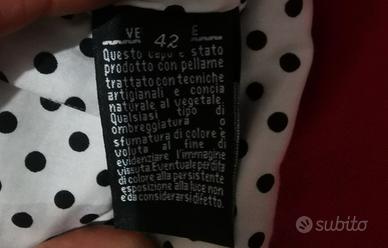 VE E
42
Questo capo è stato
prodotto con pellame
trattato con tecniche
artigianali e concia
naturale al vegetale.
Qualsiasi tipo di
ombreggiatura o
sfumatura di colore è
voluta al fine di
evidenziare l'immagine
vissuta. Eventuale perdita
di colore alla persistente
esposizione alla luce non
è da considerarsi difetto.
subito